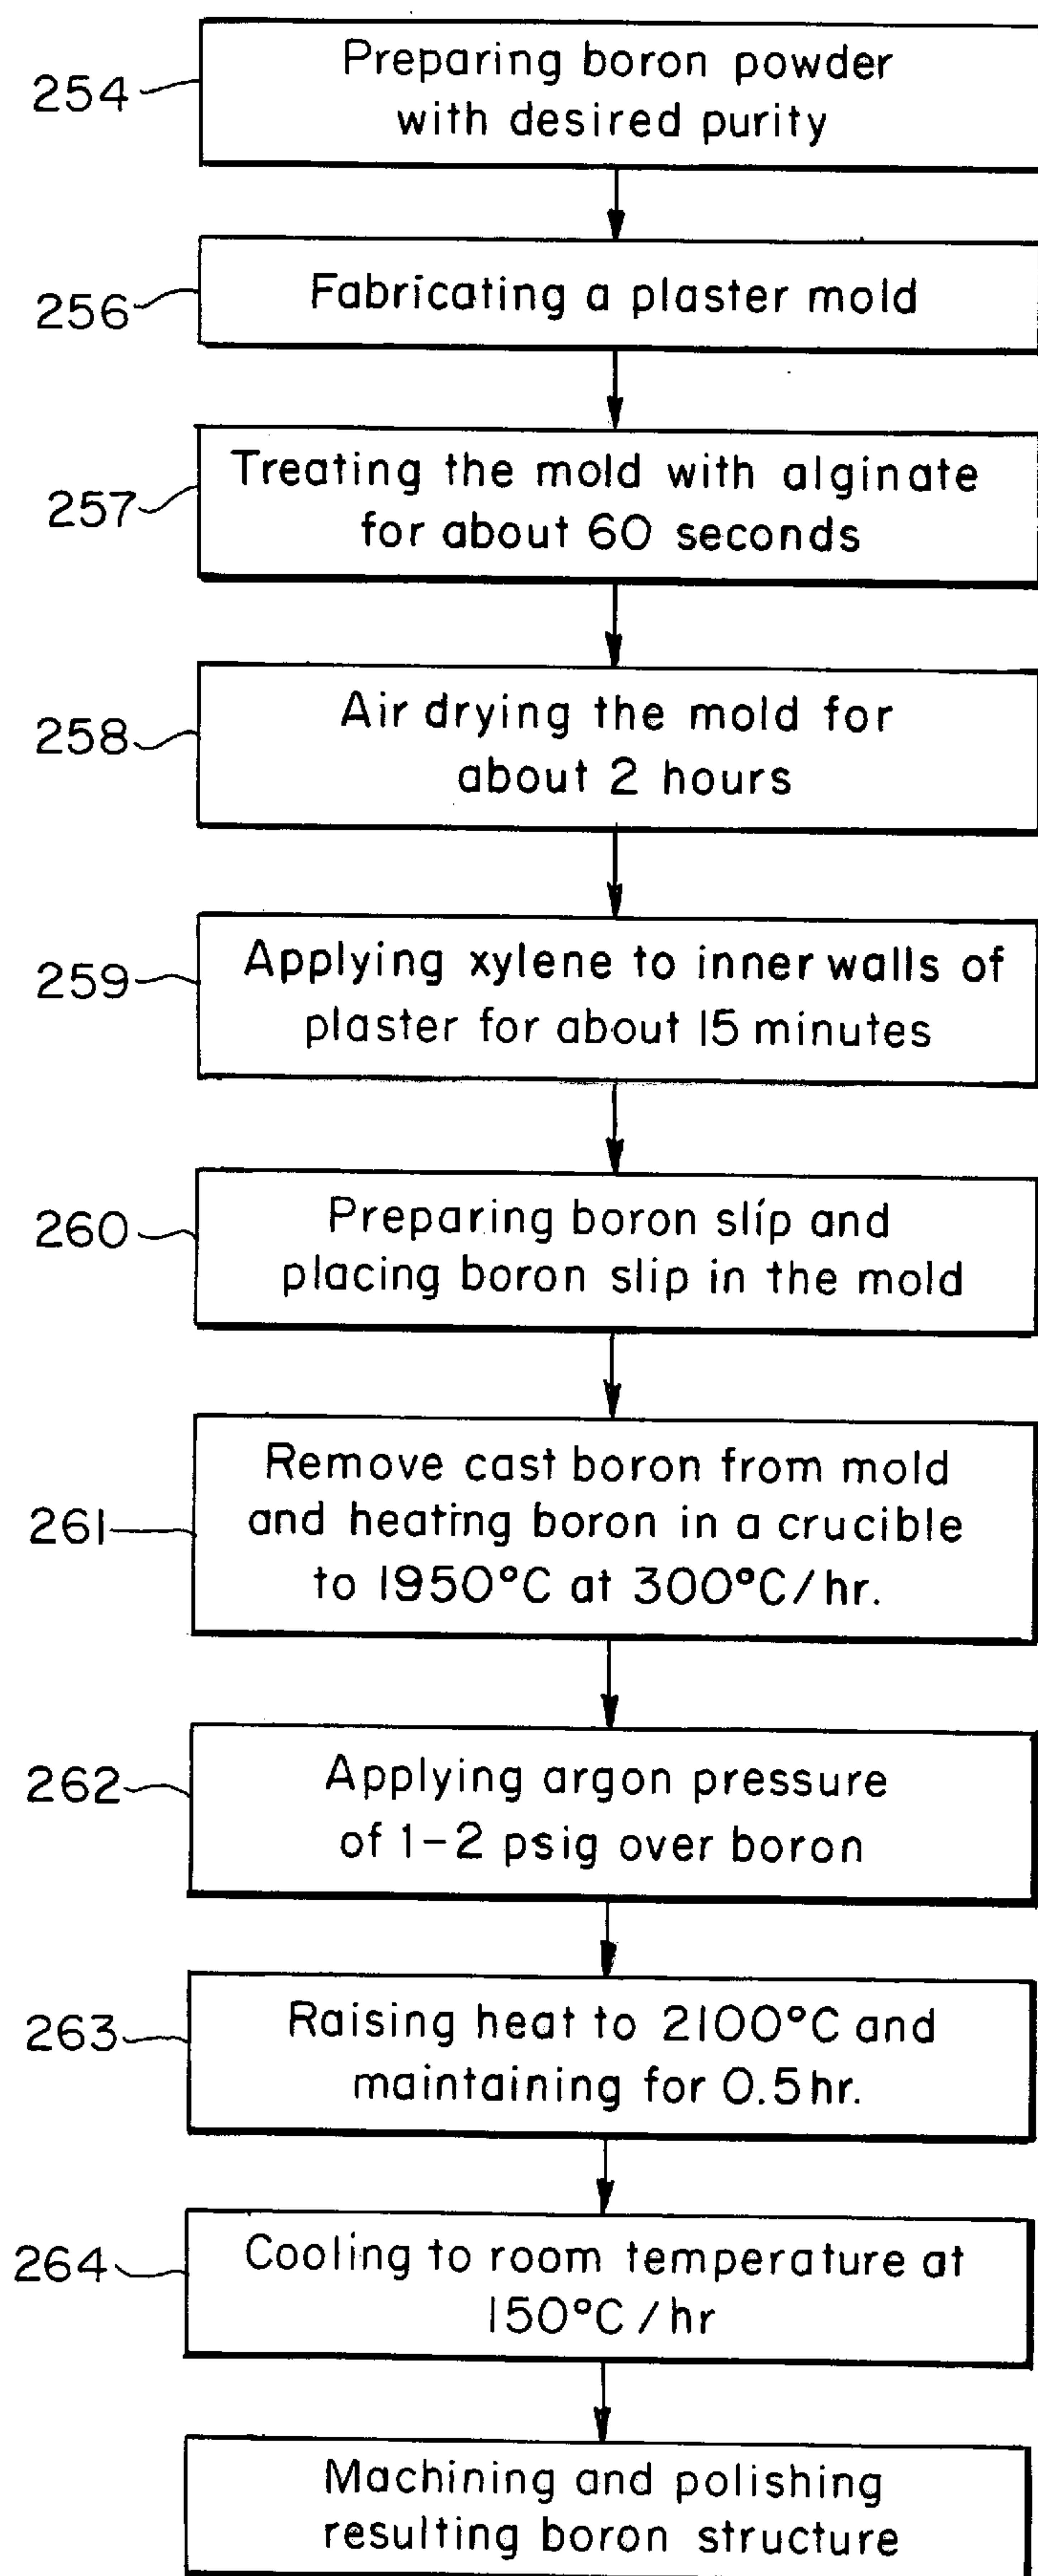 254
Preparing boron powder
with desired purity
256
Fabricating a plaster mold
257
Treating the mold with alginate
for about 60 seconds
258
Air drying the mold for
about 2 hours
259
Applying xylene to inner walls of
plaster for about 15 minutes
260
Preparing boron slip and
placing boron slip in the mold
261
Remove cast boron from mold
and heating boron in a crucible
to 1950°C at 300°C/hr.
262
Applying argon pressure
of 1-2 psig over boron
263
Raising heat to 2100°C and
maintaining for 0.5 hr.
264
Cooling to room temperature at
150°C/hr
Machining and polishing
resulting boron structure